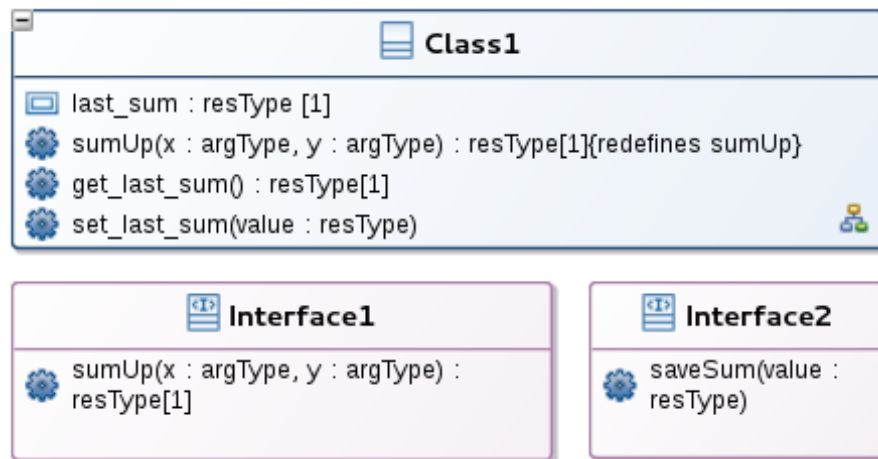 Class1
last_sum : resType [1]
sumUp(x : argType, y : argType) : resType[1]{redefines sumUp}
get_last_sum() : resType[1]
set_last_sum(value : resType)
<I> Interface1
sumUp(x : argType, y : argType) :
resType[1]
<I> Interface2
saveSum(value :
resType)